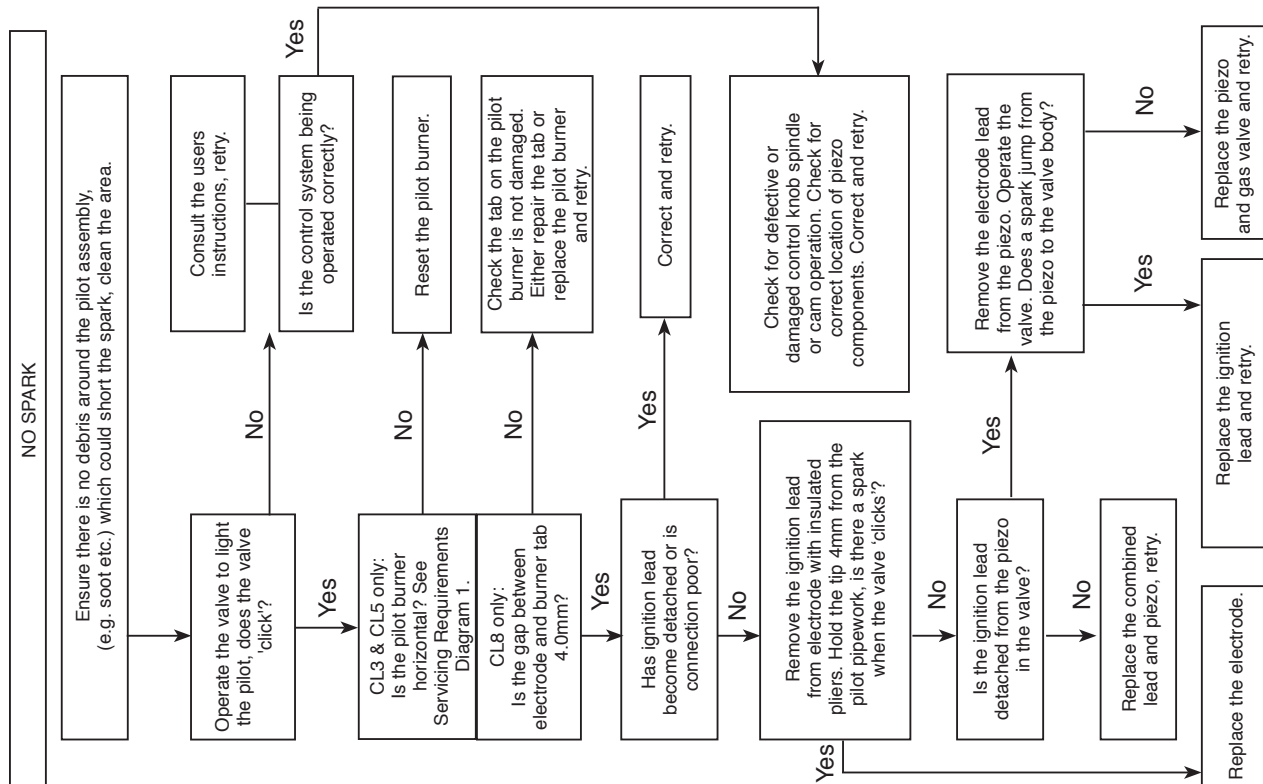 NO SPARK
Ensure there is no debris around the pilot assembly,
(e.g. soot etc.) which could short the spark, clean the area.
Operate the valve to light
the pilot, does the valve
'click'?
No
Consult the users
instructions, retry.
Is the control system being
operated correctly?
Yes
Yes
CL3 & CL5 only:
Is the pilot burner
horizontal? See
Servicing Requirements
Diagram 1.
No
Reset the pilot burner.
CL8 only:
Is the gap between
electrode and burner tab
4.0mm?
No
Check the tab on the pilot
burner is not damaged.
Either repair the tab or
replace the pilot burner
and retry.
Yes
Has ignition lead
become detached or is
connection poor?
Yes
Correct and retry.
No
Remove the ignition lead
from electrode with insulated
pliers. Hold the tip 4mm from the
pilot pipework, is there a spark
when the valve 'clicks'?
Check for defective or
damaged control knob spindle
or cam operation. Check for
correct location of piezo
components. Correct and retry.
Yes
No
Is the ignition lead
detached from the piezo
in the valve?
Yes
Remove the electrode lead
from the piezo. Operate the
valve. Does a spark jump from
the piezo to the valve body?
No
Replace the combined
lead and piezo, retry.
Yes
No
Replace the electrode.
Replace the ignition
lead and retry.
Replace the piezo
and gas valve and retry.